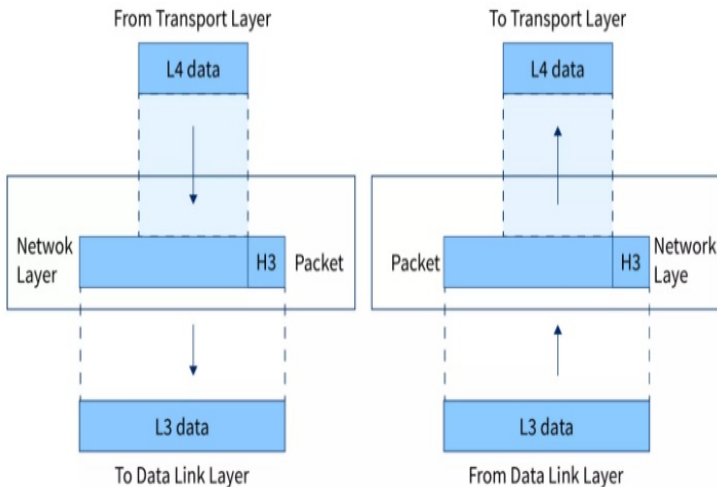 From Transport Layer
L4 data
Netwok
Layer
H3
Packet
L3 data
To Data Link Layer
To Transport Layer
L4 data
Packet
H3
Network
Laye
L3 data
From Data Link Layer